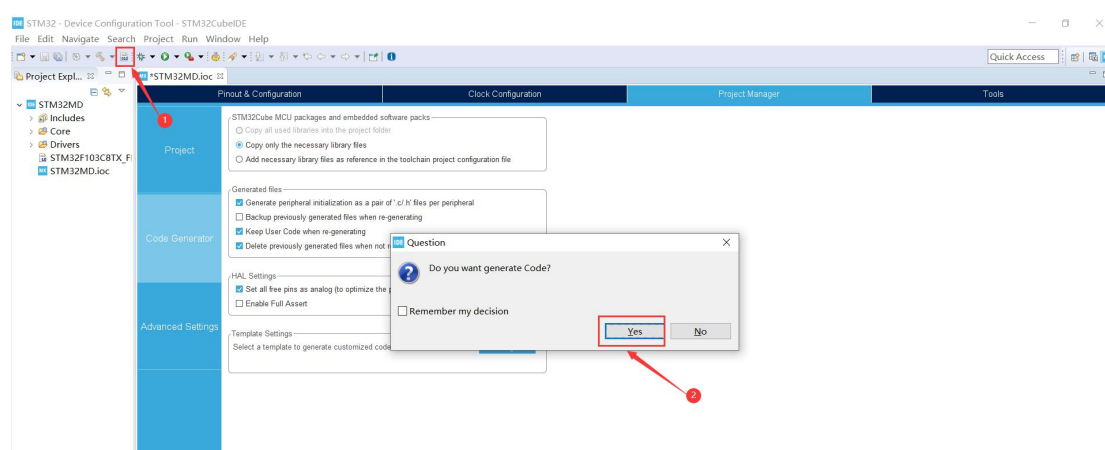 IDE STM32 - Device Configuration Tool - STM32CubeIDE
File Edit Navigate Search Project Run Window Help
Quick Access
Project Expl...
*STM32MD.ioc
Pinout & Configuration
Clock Configuration
Project Manager
Tools
STM32MD
Includes
Core
Drivers
STM32F103C8TX_F
MX STM32MD.ioc
1
Project
Code Generator
Advanced Settings
STM32Cube MCU packages and embedded software packs
Copy all used libraries into the project folder
Copy only the necessary library files
Add necessary library files as reference in the toolchain project configuration file
Generated files
Generate peripheral initialization as a pair of '.c/.h' files per peripheral
Backup previously generated files when re-generating
Keep User Code when re-generating
Delete previously generated files when not
HAL Settings
Set all free pins as analog (to optimize the
Enable Full Assert
Template Settings
Select a template to generate customized code
IDE Question
Do you want generate Code?
Remember my decision
Yes
No
2